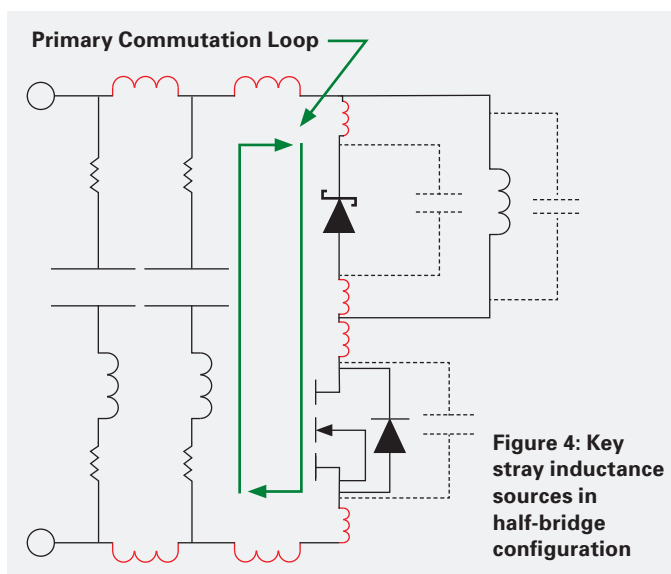 Primary Commutation Loop
Figure 4: Key
stray inductance
sources in
half-bridge
configuration